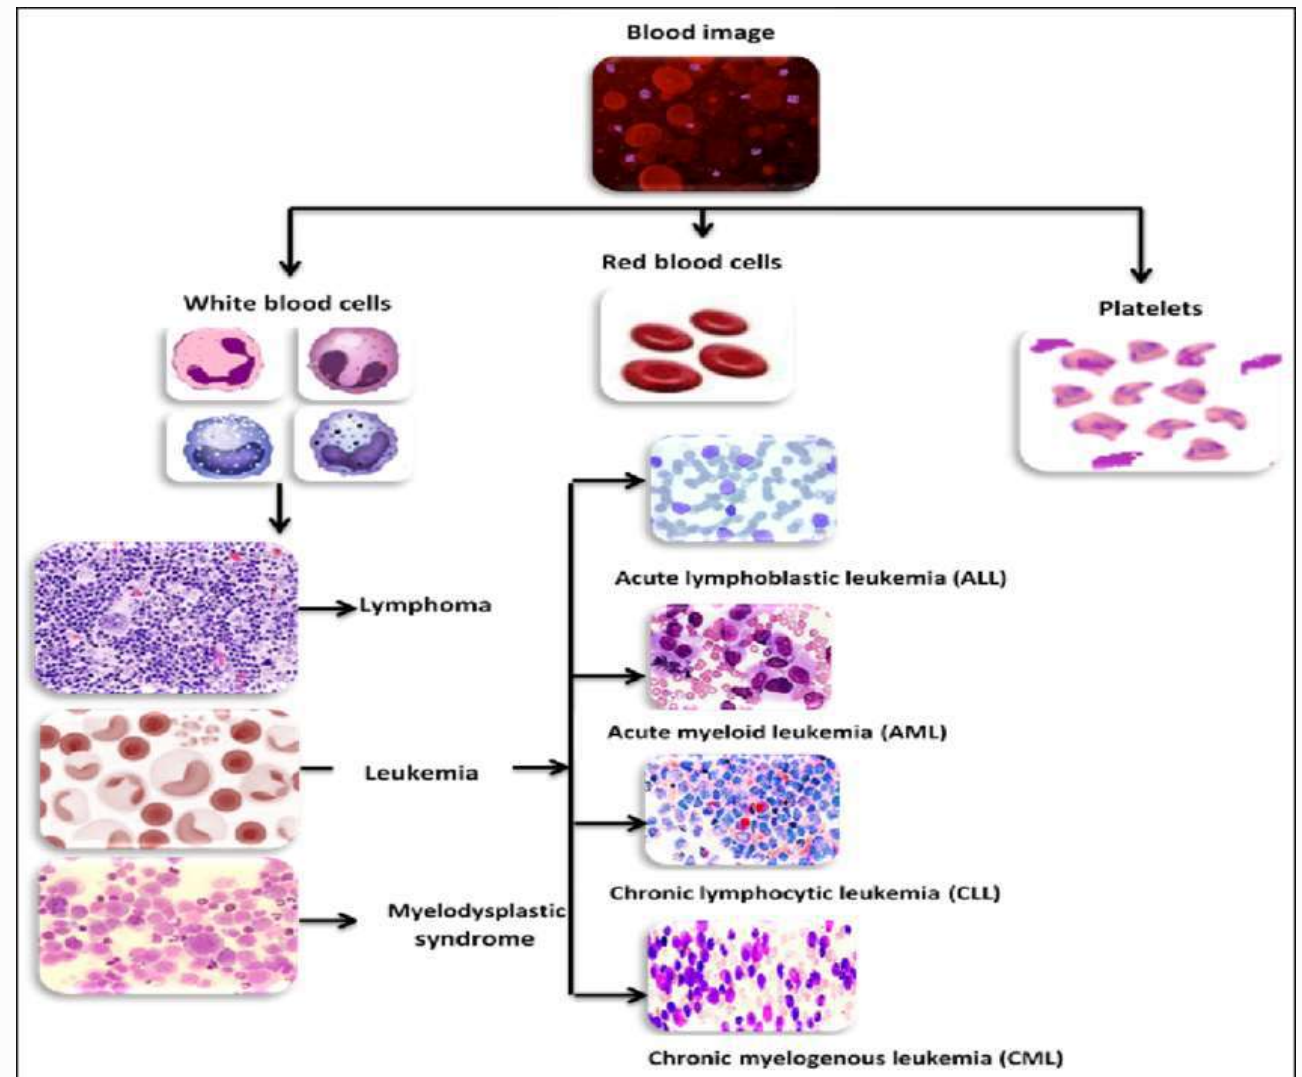 Blood image
Red blood cells
White blood cells
Platelets
Acute lymphoblastic leukemia (ALL)
Lymphoma
Acute myeloid leukemia (AML)
Leukemia
Chronic lymphocytic leukemia (CLL)
Myelodysplastic
syndrome
Chronic myelogenous leukemia (CML)